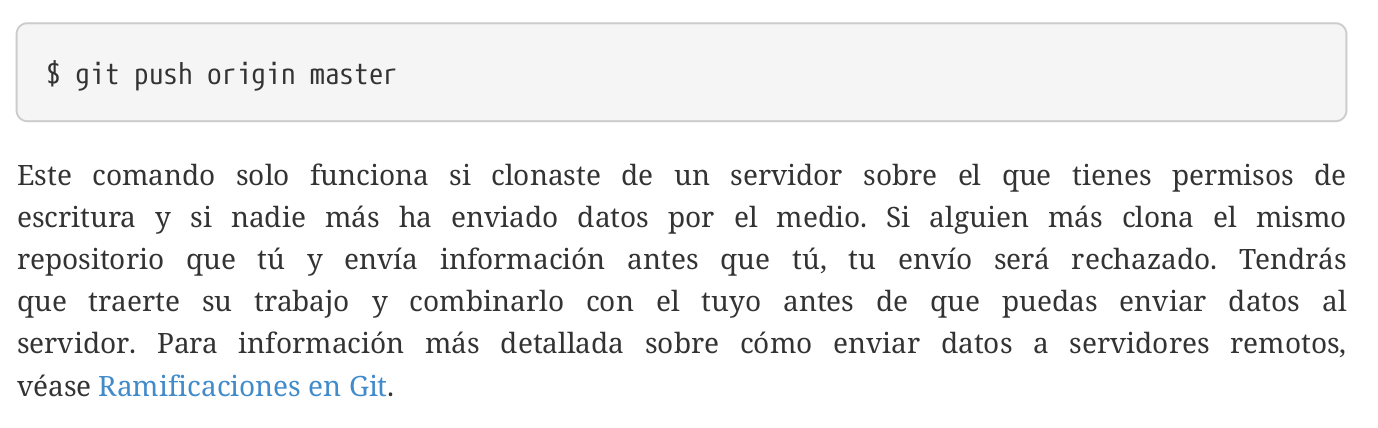 $ git push origin master
Este comando solo funciona si clonaste de un servidor sobre el que tienes permisos de
escritura y si nadie más ha enviado datos por el medio. Si alguien más clona el mismo
repositorio que tú y envía información antes que tú, tu envío será rechazado. Tendrás
que traerte su trabajo y combinarlo con el tuyo antes de que puedas enviar datos al
servidor. Para información más detallada sobre cómo enviar datos a servidores remotos,
véase Ramificaciones en Git.